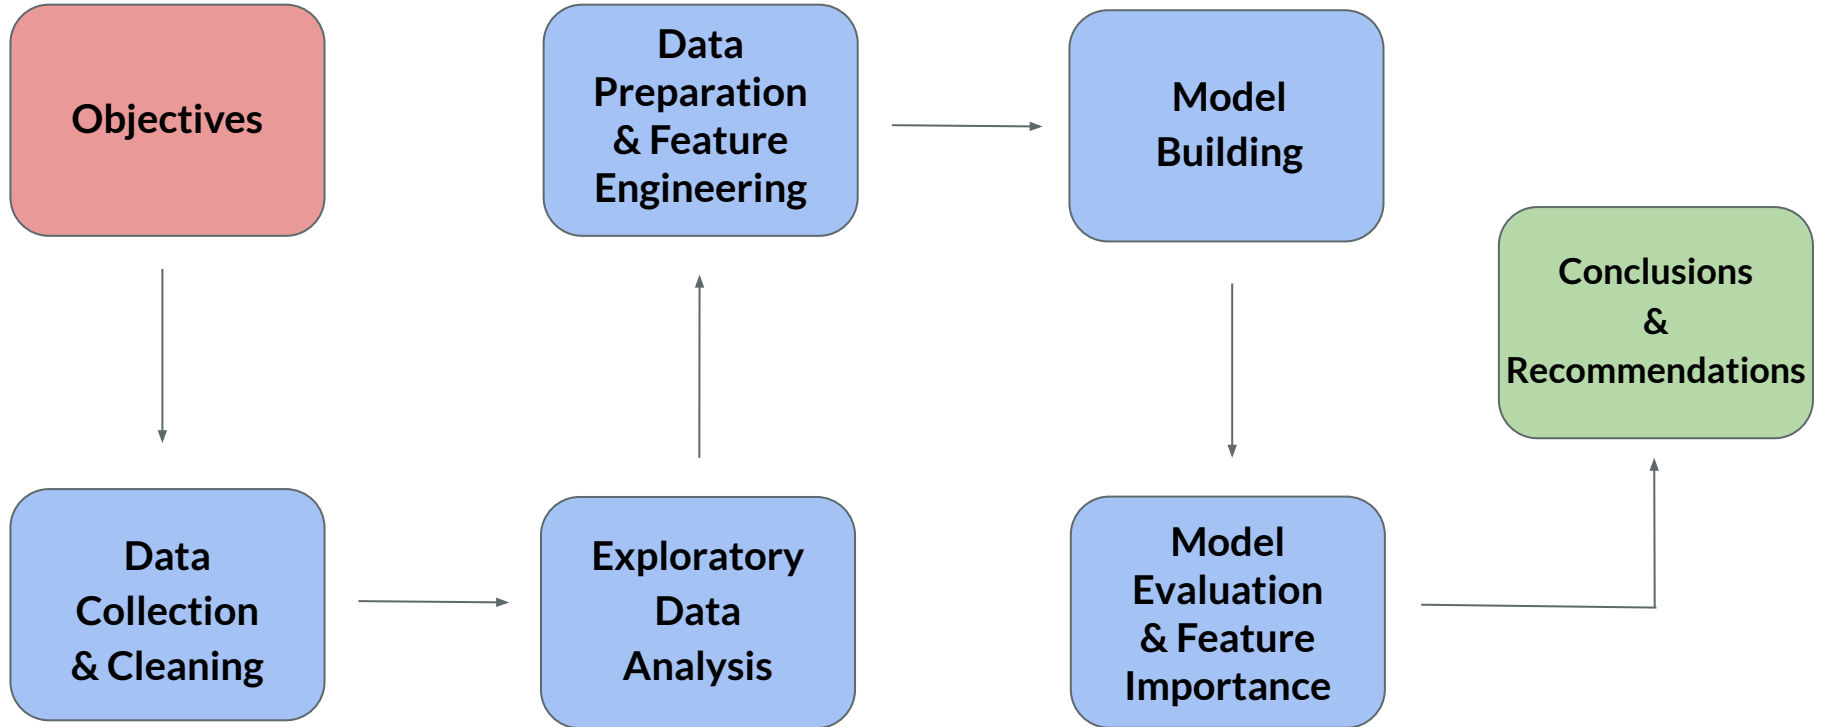 Objectives
Data
Collection
& Cleaning
Exploratory
Data
Analysis
Data
Preparation
& Feature
Engineering
Model
Building
Model
Evaluation
& Feature
Importance
Conclusions
&
Recommendations